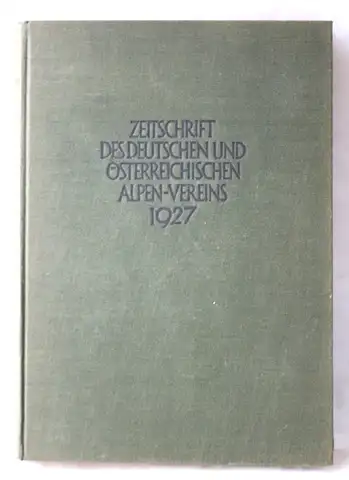 ZEITSCHRIFT
DES DEUTSCHEN UND
ÖSTERREICHISCHEN
ALPEN-VEREINS
1927